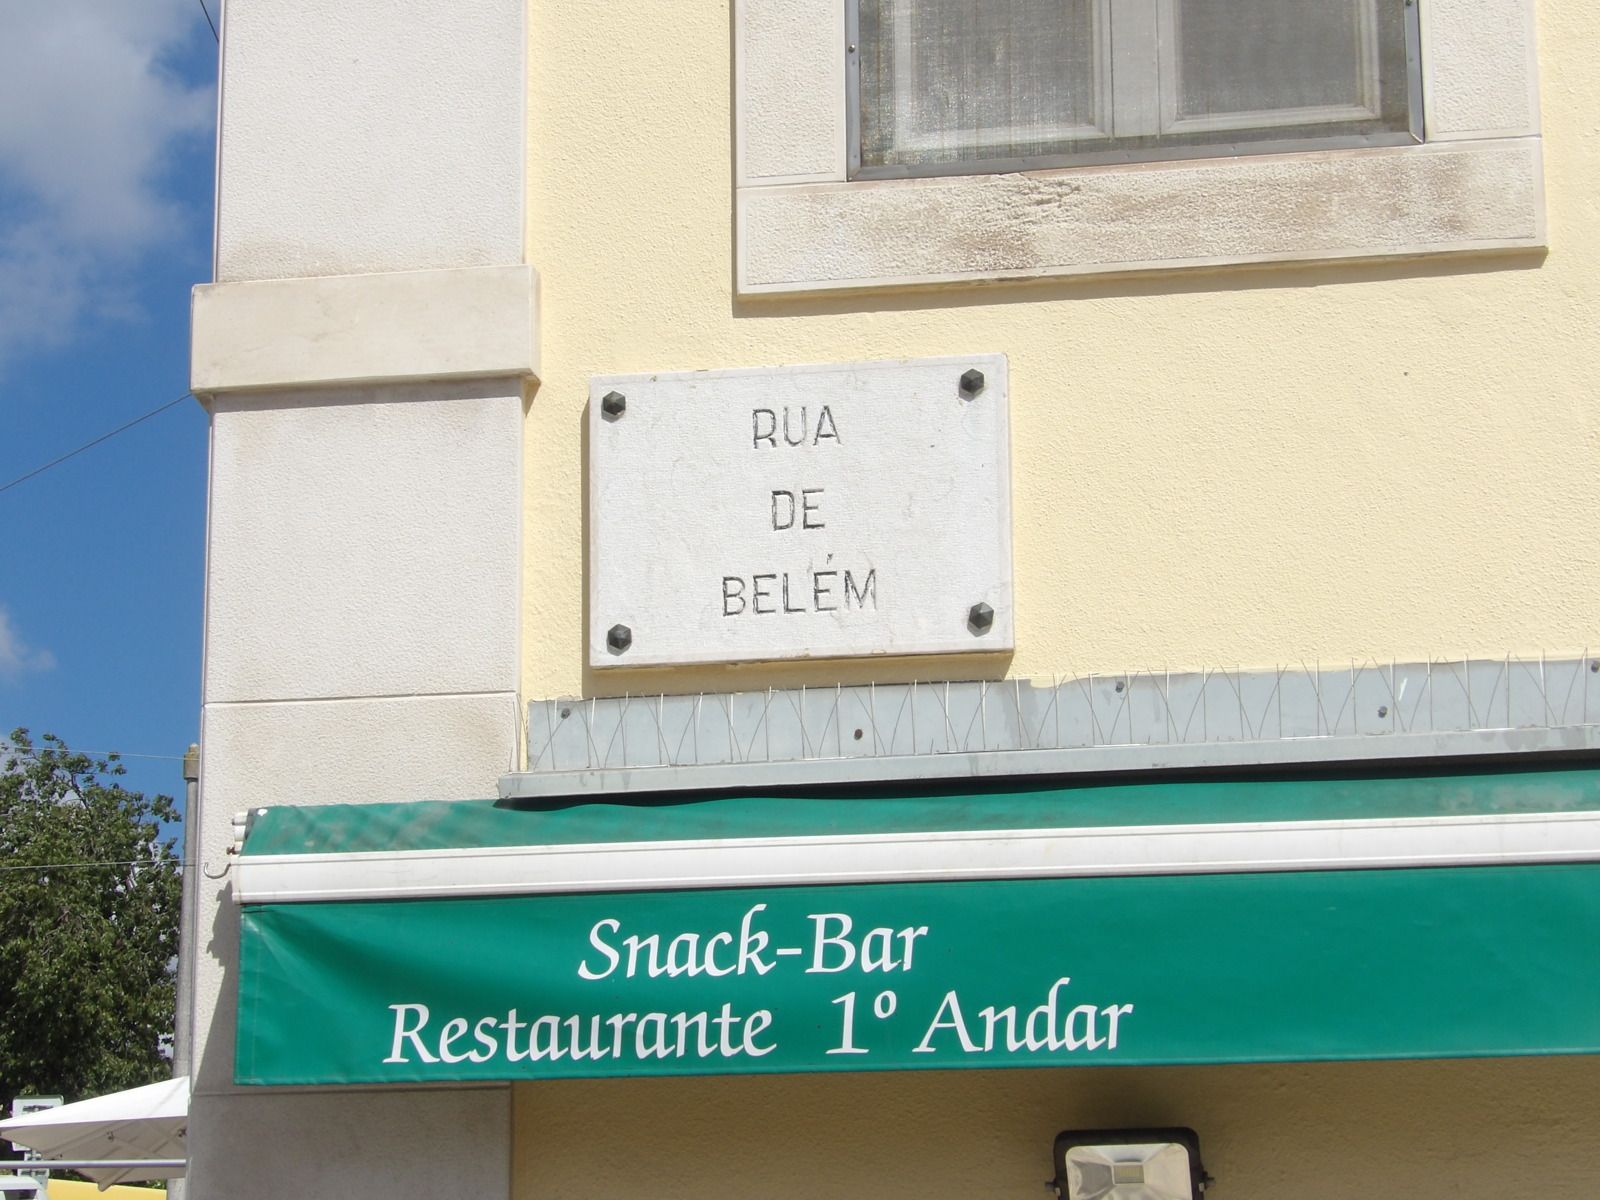 RUA
DE
BELÉM
Snack-Bar
Restaurante 1º Andar